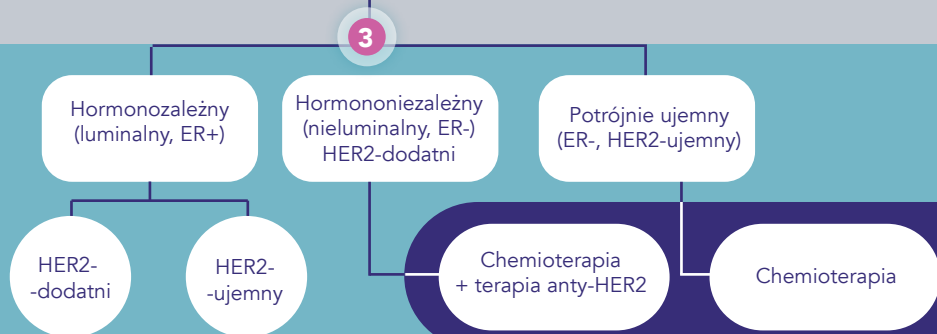 3
Hormonozależny
(luminalny, ER+)
Hormononiezależny
(nieluminalny, ER-)
HER2-dodatni
Potrójnie ujemny
(ER-, HER2-ujemny)
HER2-
-dodatni
HER2-
-ujemny
Chemioterapia
+ terapia anty-HER2
Chemioterapia